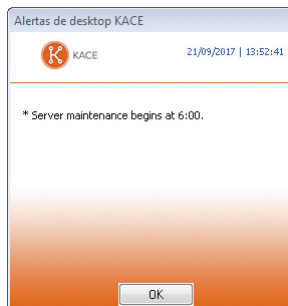 Alertas de desktop KACE
KACE
21/09/2017 | 13:52:41
* Server maintenance begins at 6:00.
OK